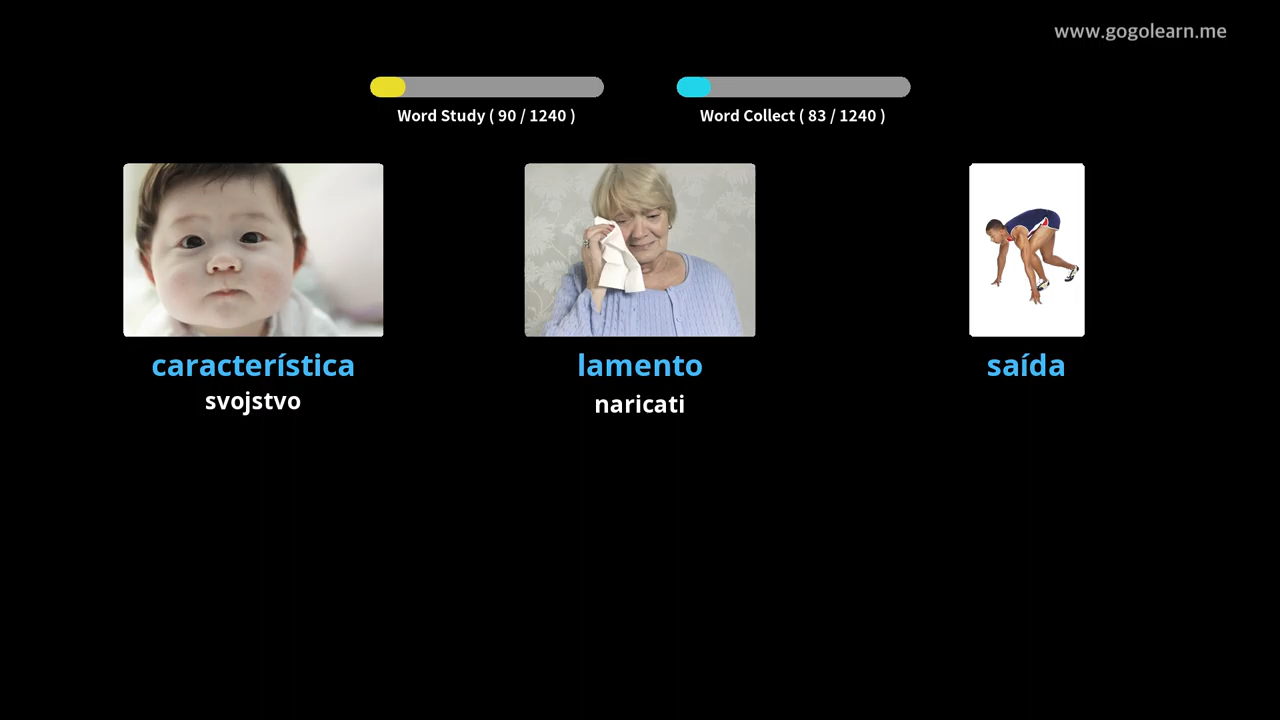 www.gogolearn.me
Word Study ( 90 / 1240 )
Word Collect ( 83 / 1240 )
característica
lamento
saída
svojstvo
naricati